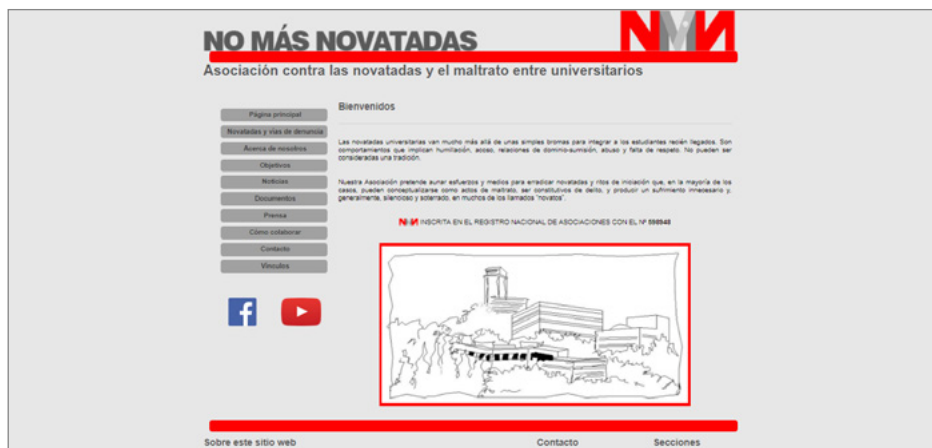 NO MÁS NOVATADAS
NMN
Asociación contra las novatadas y el maltrato entre universitarios
Página principal
Novatadas y vías de denuncia
Acerca de nosotros
Objetivos
Noticias
Documentos
Prensa
Cómo colaborar
Contacto
Vínculos
Bienvenidos
Las novatadas universitarias van mucho más allá de unas simples bromas para integrar a los estudiantes recién llegados. Son
comportamientos que implican humillación, acoso, relaciones de dominio-sumisión, abuso y falta de respeto. No pueden ser
consideradas una tradición.
Nuestra Asociación pretende aunar esfuerzos y medios para erradicar novatadas y ritos de iniciación que, en la mayoría de los
casos, pueden conceptualizarse como actos de maltrato, ser constitutivos de delito, y producir un sufrimiento innecesario y,
generalmente, silencioso y soterrado, en muchos de los llamados "novatos".
NMN INSCRITA EN EL REGISTRO NACIONAL DE ASOCIACIONES CON EL Nº
Sobre este sitio web
Contacto
Secciones